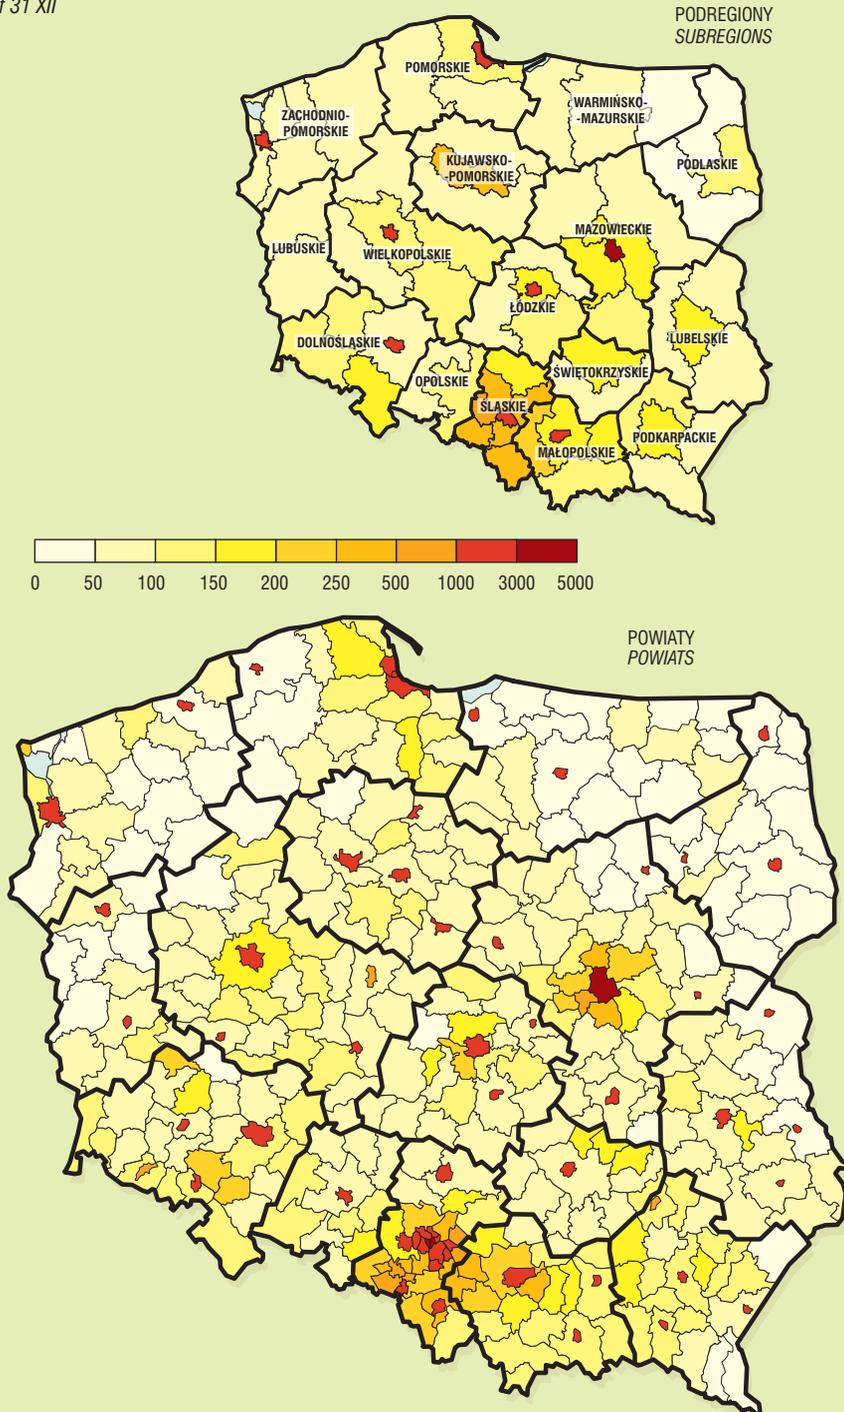 31 XII
PODREGIONY
SUBREGIONS
POMORSKIE
WARMIŃSKO-
-MAZURSKIE
ZACHODNIO-
POMORSKIE
KUJAWSKO-
-POMORSKIE
PODLASKIE
MAZOWIECKIE
LUBUSKIE
WIELKOPOLSKIE
ŁÓDZKIE
DOLNOŚLĄSKIE
LUBELSKIE
OPOLSKIE
ŚWIĘTOKRZYSKIE
ŚLĄSKIE
PODKARPACKIE
MAŁOPOLSKIE
0 50 100 150 200 250 500 1000 3000 5000
POWIATY
POWIATS